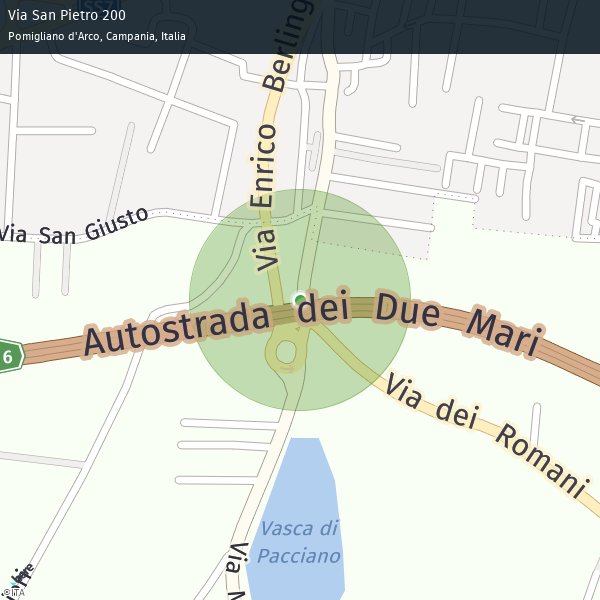 Via San Pietro 200
Pomigliano d'Arco, Campania, Italia
Via Enrico Berling
Via San Giusto
Autostrada dei Due Mari
6
Via dei Romani
Vasca di
Pacciano
Via
©ITA